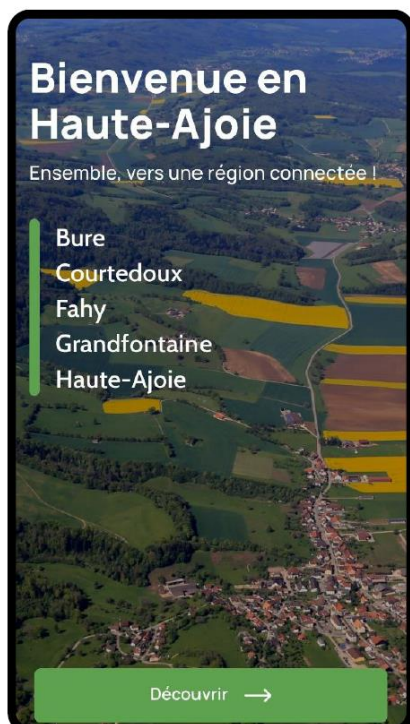 Bienvenue en
Haute-Ajoie
Ensemble, vers une région connectée !
Bure
Courtedoux
Fahy
Grandfontaine
Haute-Ajoie
Découvrir →